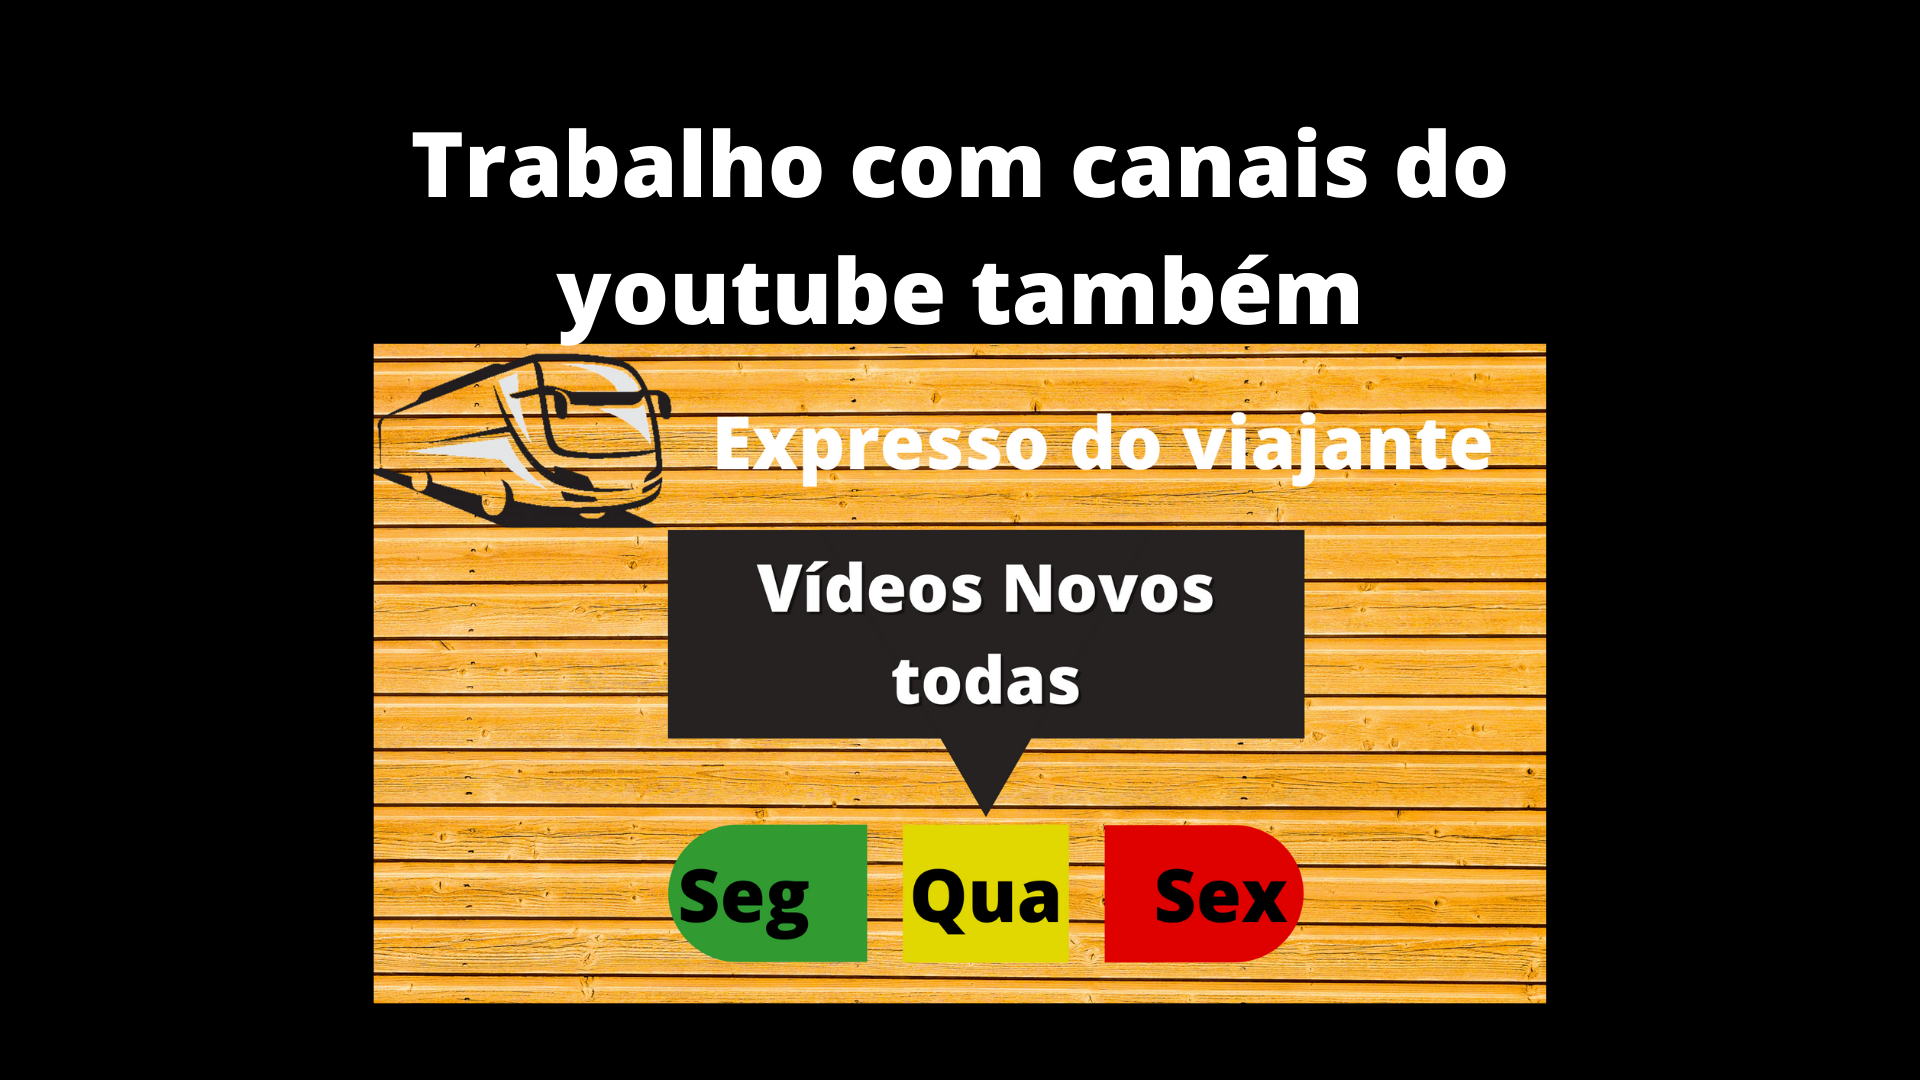 Trabalho com canais do
youtube também
Expresso do viajante
Vídeos Novos
todas
Seg Qua Sex